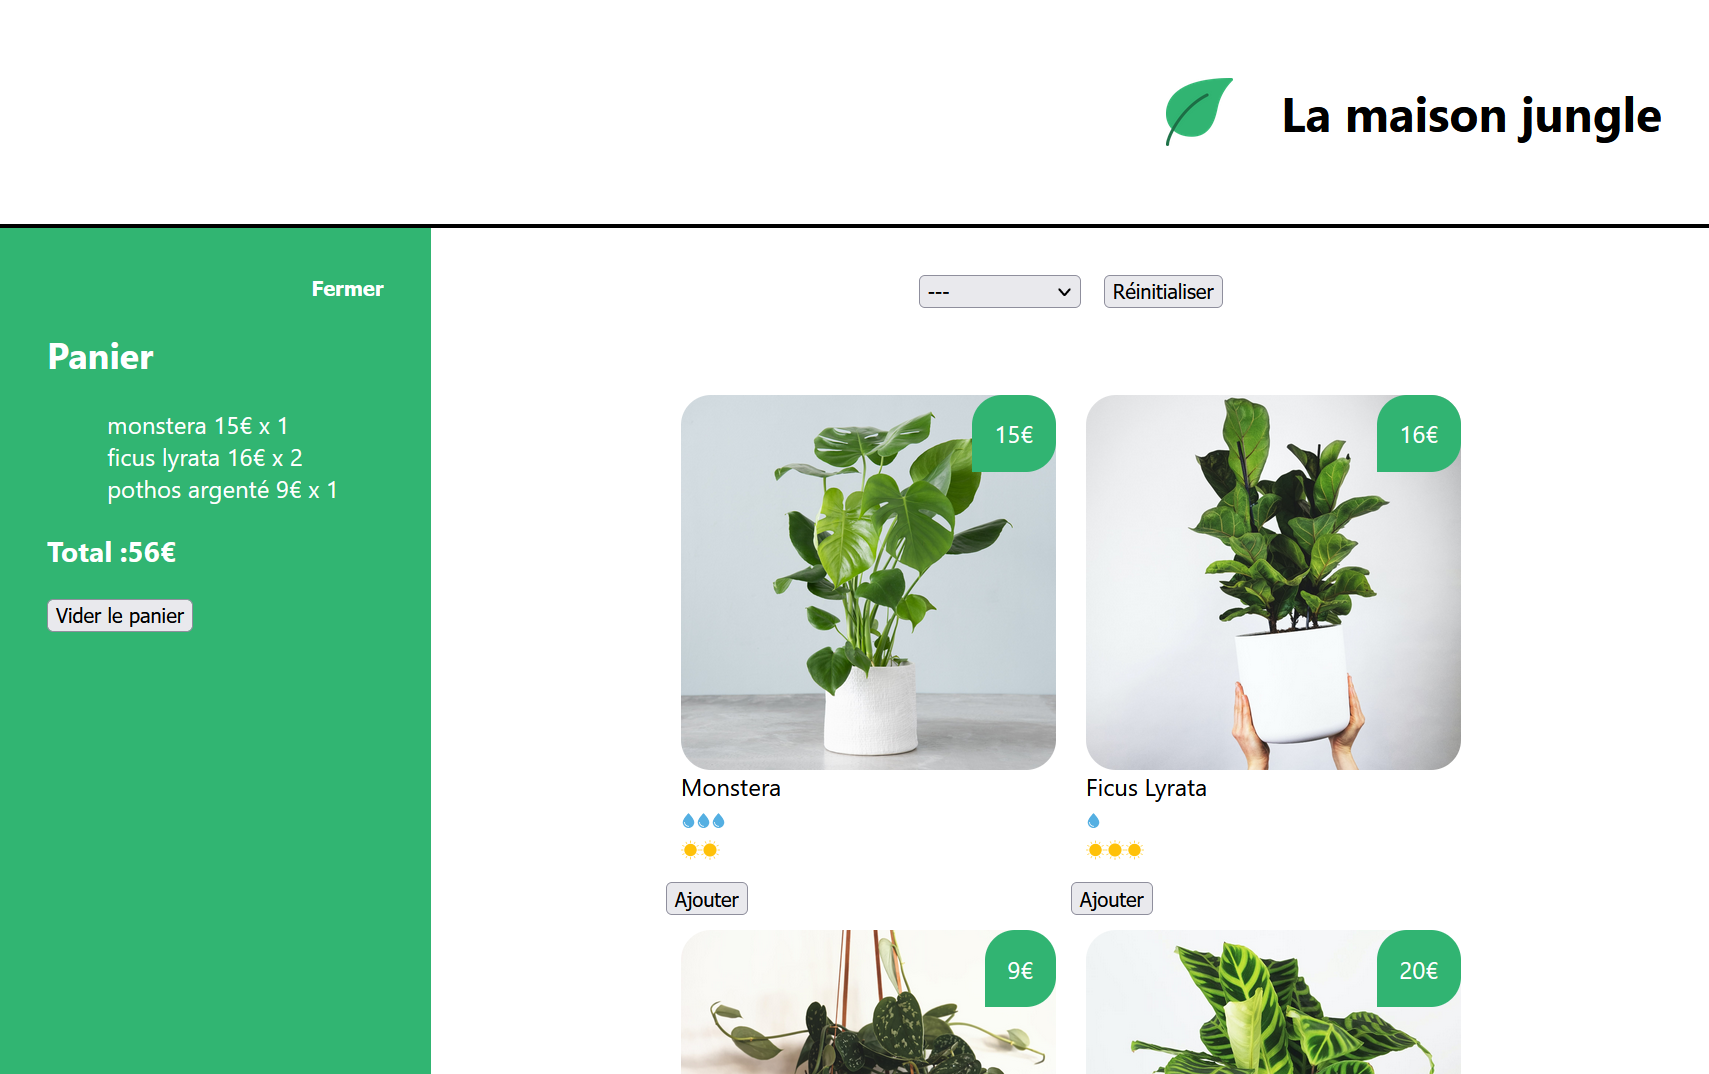 La maison jungle
Fermer
Panier
monstera 15€ x 1
ficus lyrata 16€ x 2
pothos argenté 9€ x 1
Total :56€
Vider le panier
---
Réinitialiser
15€
16€
Monstera
Ficus Lyrata
Ajouter
Ajouter
9€
20€